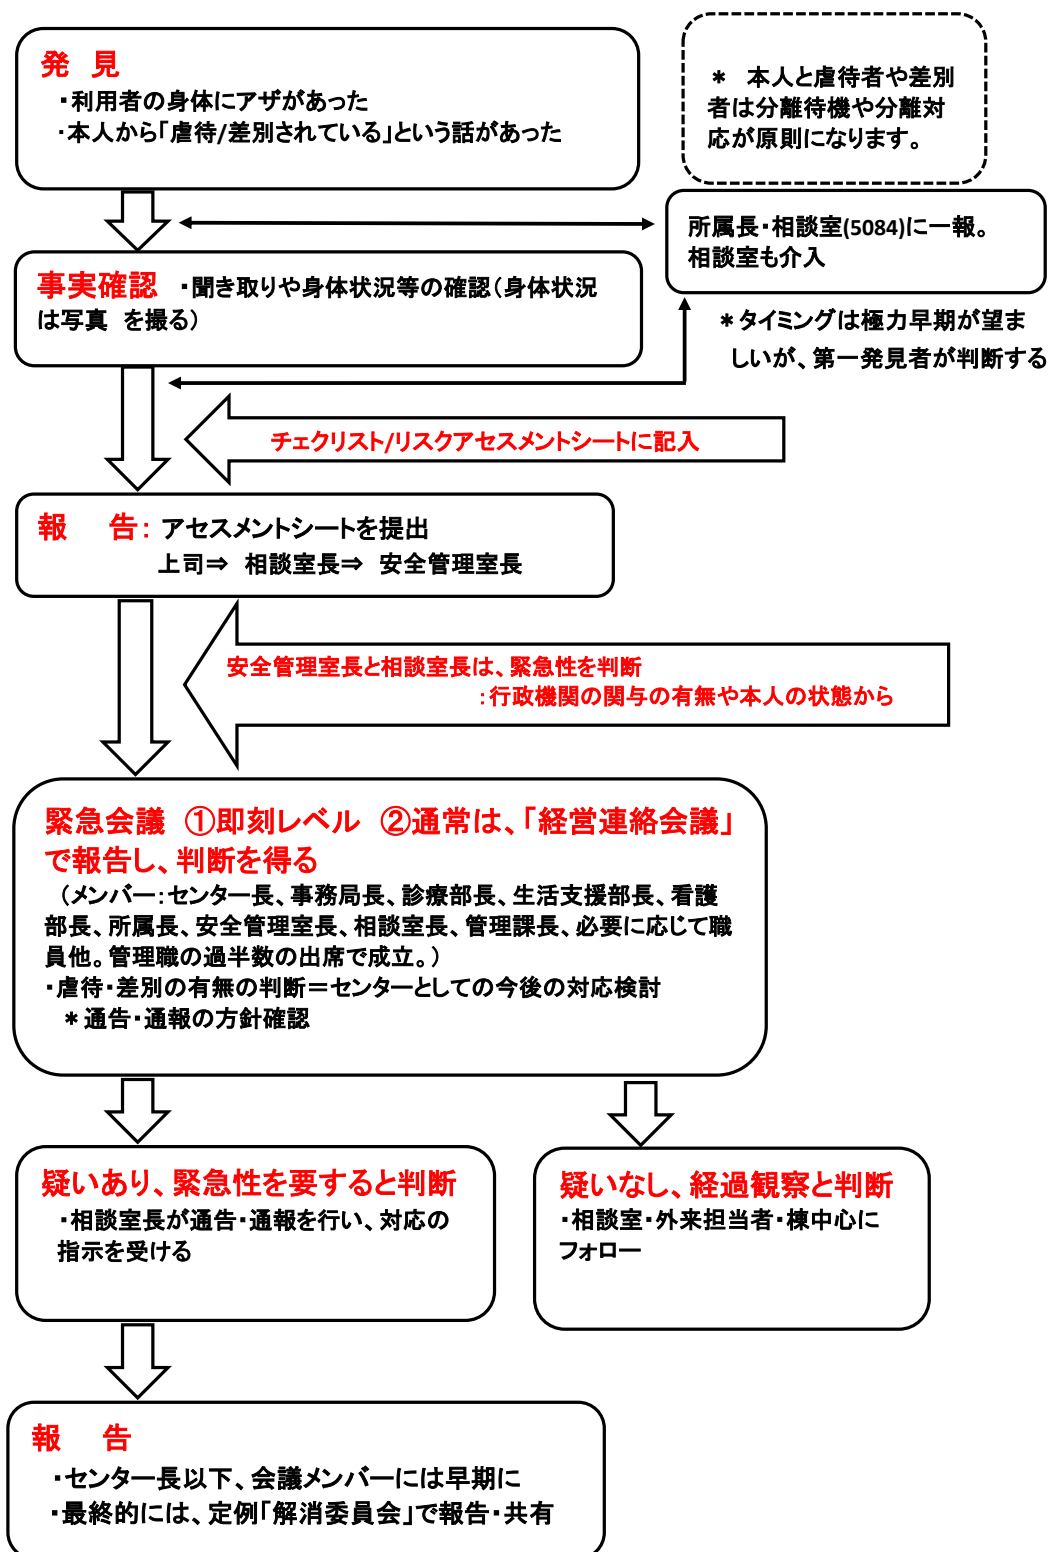 発　見
・利用者の身体にアザがあった
・本人から「虐待/差別されている」という話があった
＊　本人と虐待者や差別
者は分離待機や分離対
応が原則になります。
所属長・相談室(5084)に一報。
相談室も介入
事実確認　・聞き取りや身体状況等の確認（身体状況
は写真　を撮る）
＊タイミングは極力早期が望ま
しいが、第一発見者が判断する
チェクリスト/リスクアセスメントシートに記入
報　　告：　アセスメントシートを提出
上司⇒　相談室長⇒　安全管理室長
安全管理室長と相談室長は、緊急性を判断
：行政機関の関与の有無や本人の状態から
緊急会議　①即刻レベル　②通常は、「経営連絡会議」
で報告し、判断を得る
（メンバー：センター長、事務局長、診療部長、生活支援部長、看護
部長、所属長、安全管理室長、相談室長、管理課長、必要に応じて職
員他。管理職の過半数の出席で成立。）
・虐待・差別の有無の判断＝センターとしての今後の対応検討
＊通告・通報の方針確認
疑いあり、緊急性を要すると判断
・相談室長が通告・通報を行い、対応の
指示を受ける
疑いなし、経過観察と判断
・相談室・外来担当者・棟中心に
フォロー
報　　告
・センター長以下、会議メンバーには早期に
・最終的には、定例「解消委員会」で報告・共有